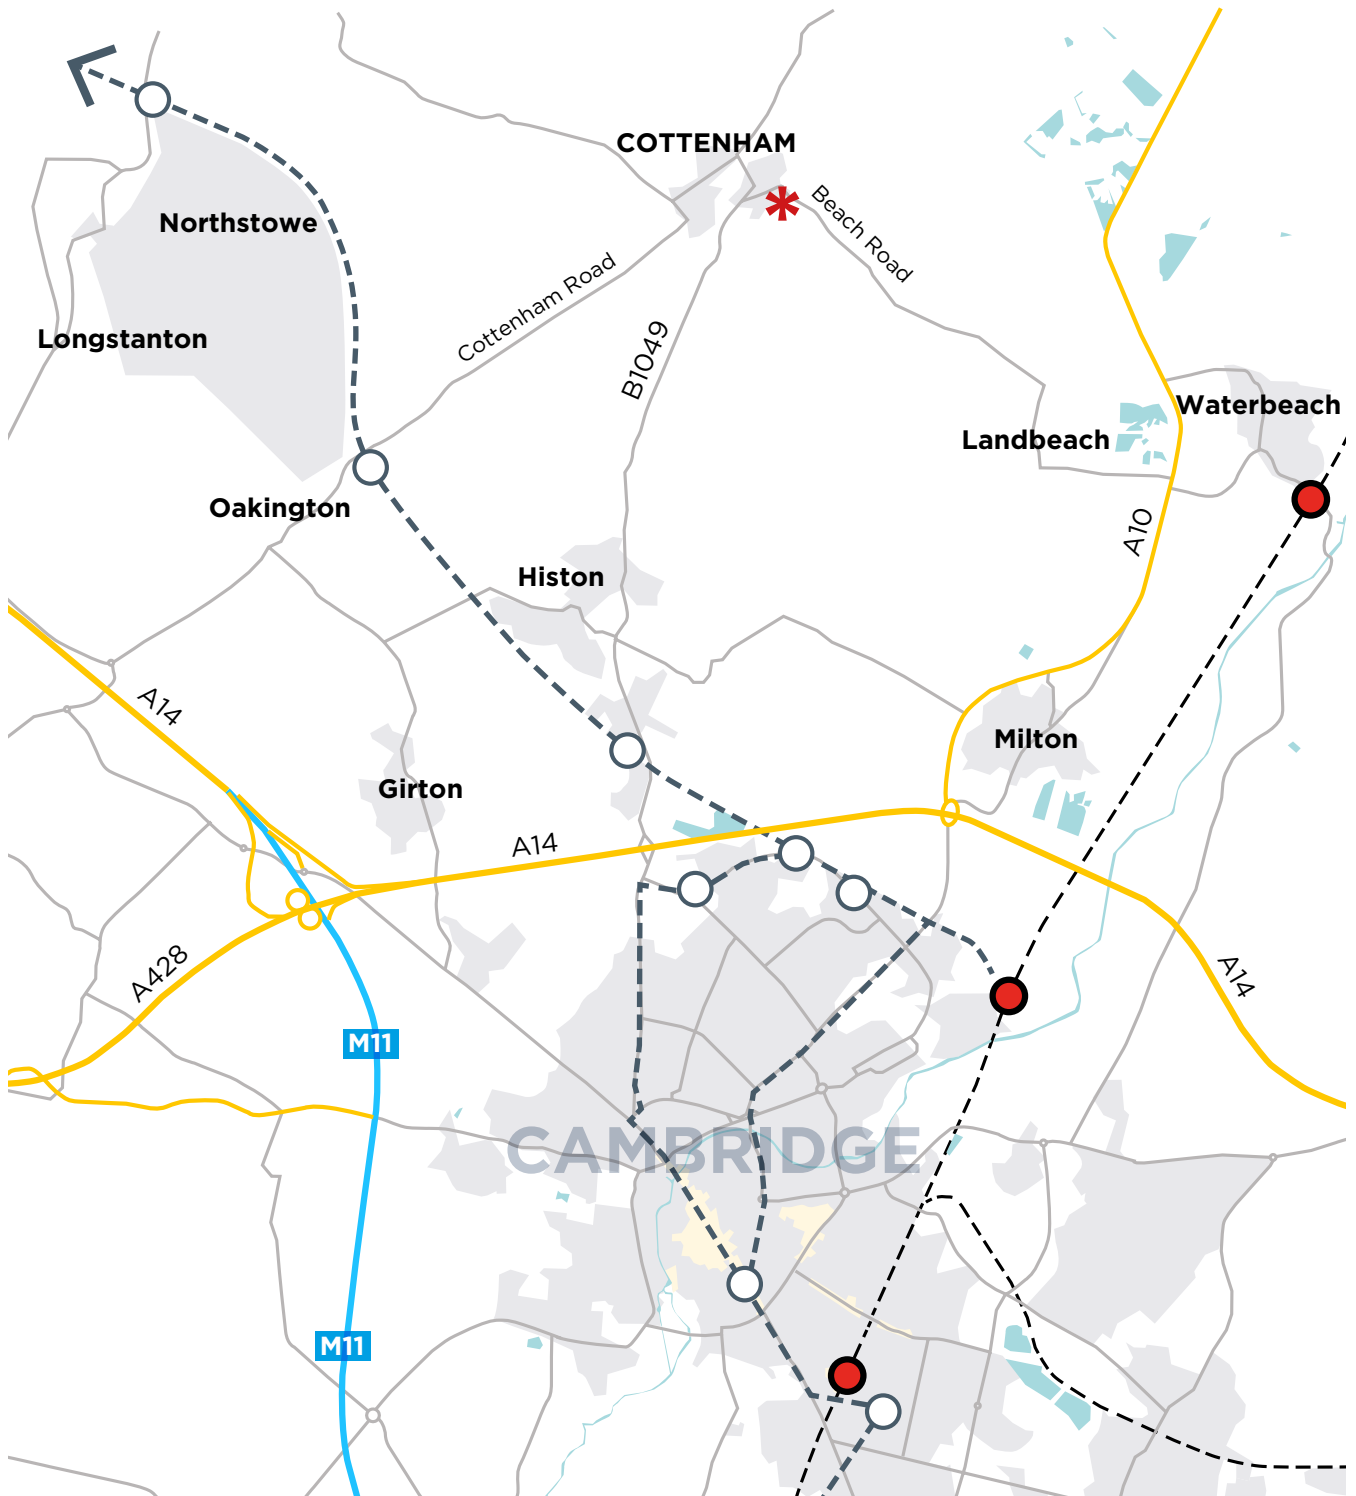 COTTENHAM
Beach Road
Northstowe
Cottenham Road
Longstanton
B1049
Waterbeach
Landbeach
Oakington
A10
Histon
A14
Milton
Girton
A14
A428
A14
M11
CAMBRIDGE
M11